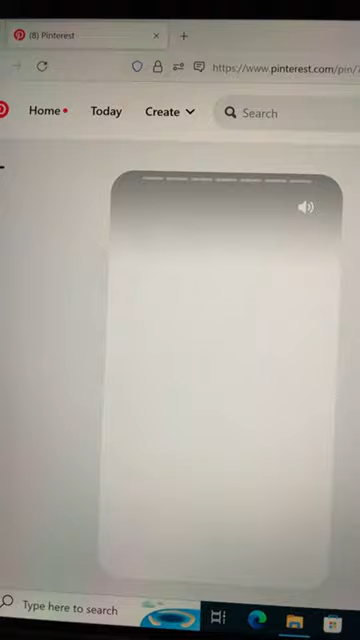 (8) Pinterest
https://www.pinterest.com/pin/
Home Today Create Search
Type here to search